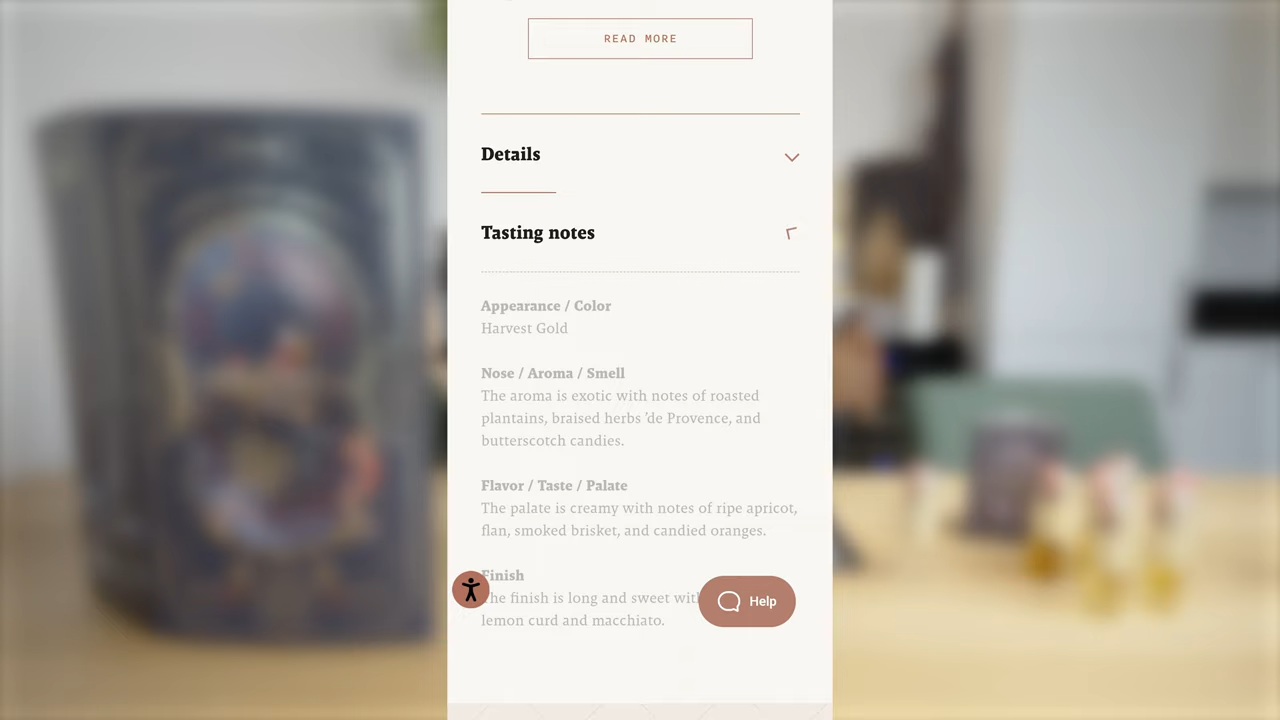 READ MORE
Details
Tasting notes
Appearance / Color
Harvest Gold
Nose / Aroma / Smell
The aroma is exotic with notes of roasted
plantains, braised herbs ’de Provence, and
butterscotch candies.
Flavor / Taste / Palate
The palate is creamy with notes of ripe apricot,
flan, smoked brisket, and candied oranges.
Finish
The finish is long and sweet with
lemon curd and macchiato.
Help